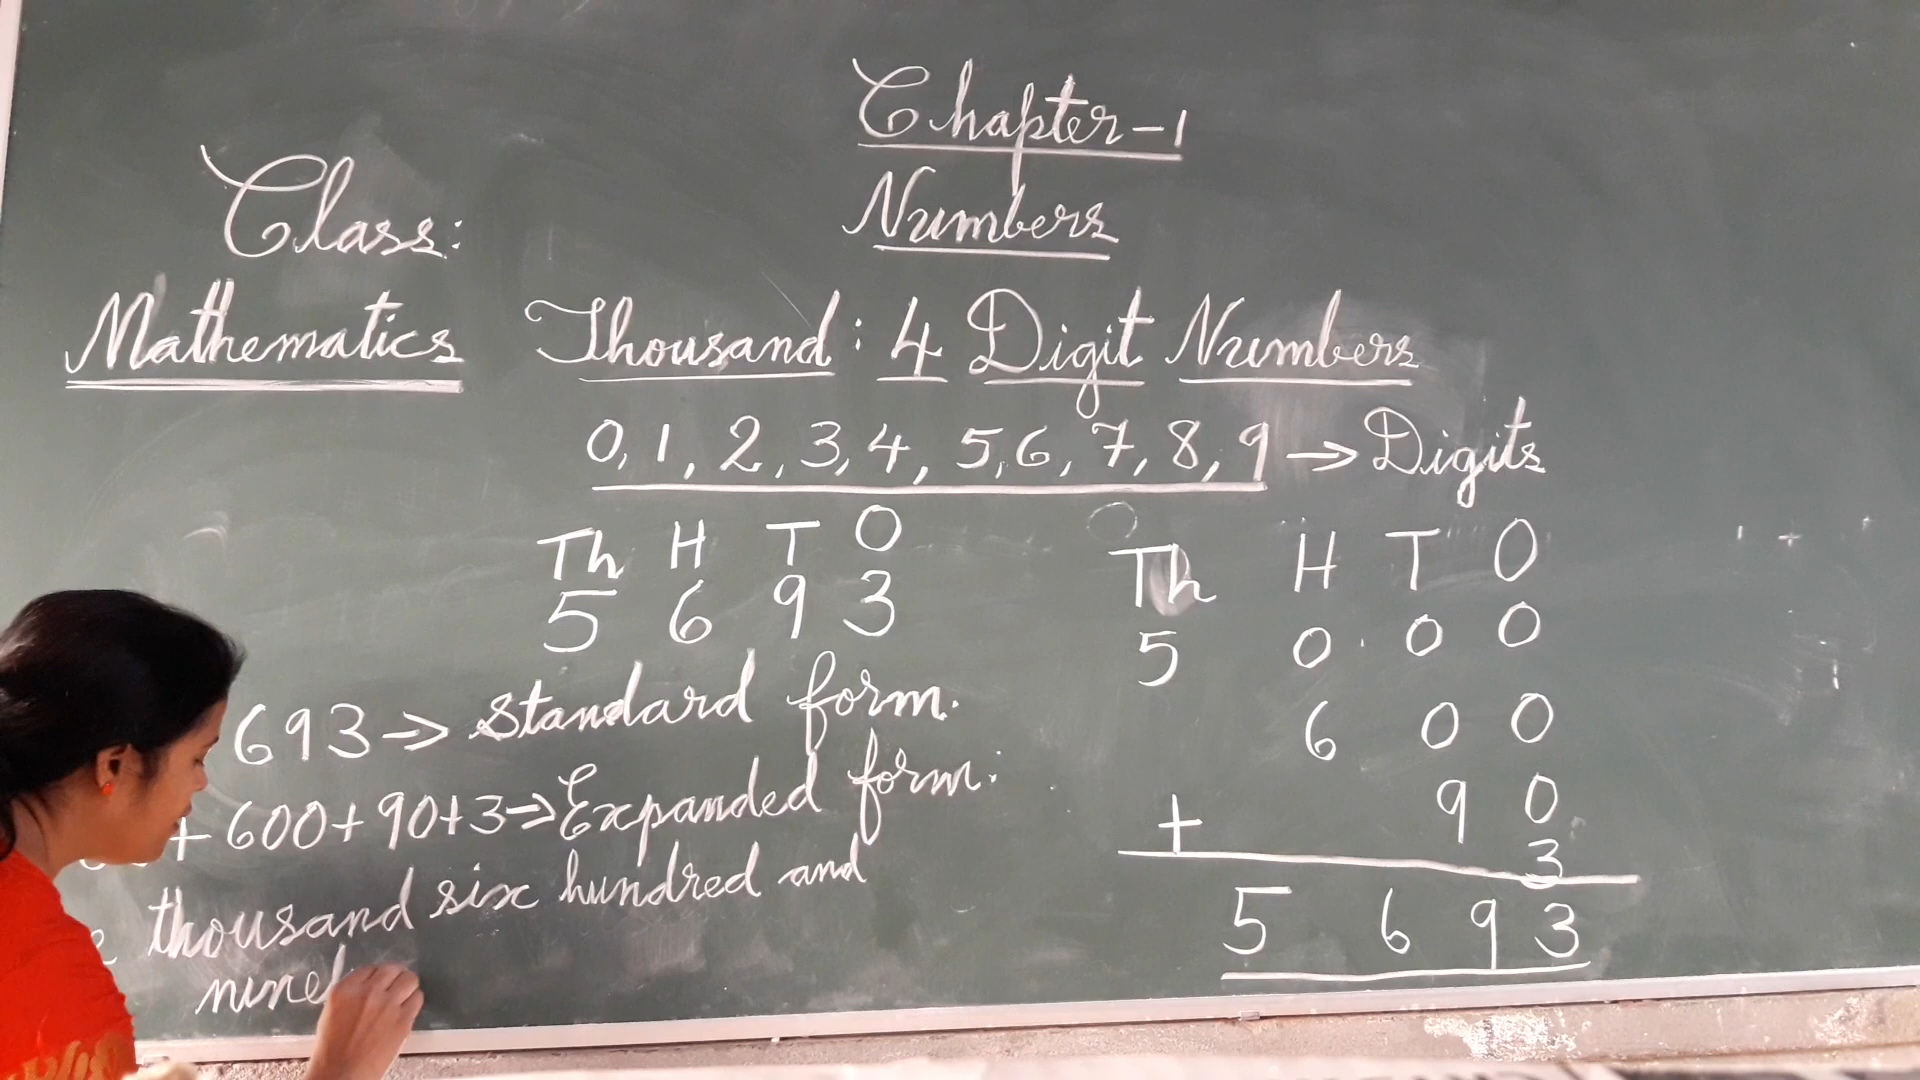 Chapter-1
Numbers
Class:
Mathematics
Thousand: 4 Digit Numbers
0, 1, 2, 3, 4, 5, 6, 7, 8, 9 → Digits
Th H T O
5 6 9 3
693 → standard form.
+ 600 + 90 + 3 → Expanded form:
thousand six hundred and
Th H T O
5 0 0 0
6 0 0
9 0
+ 3
5 6 9 3